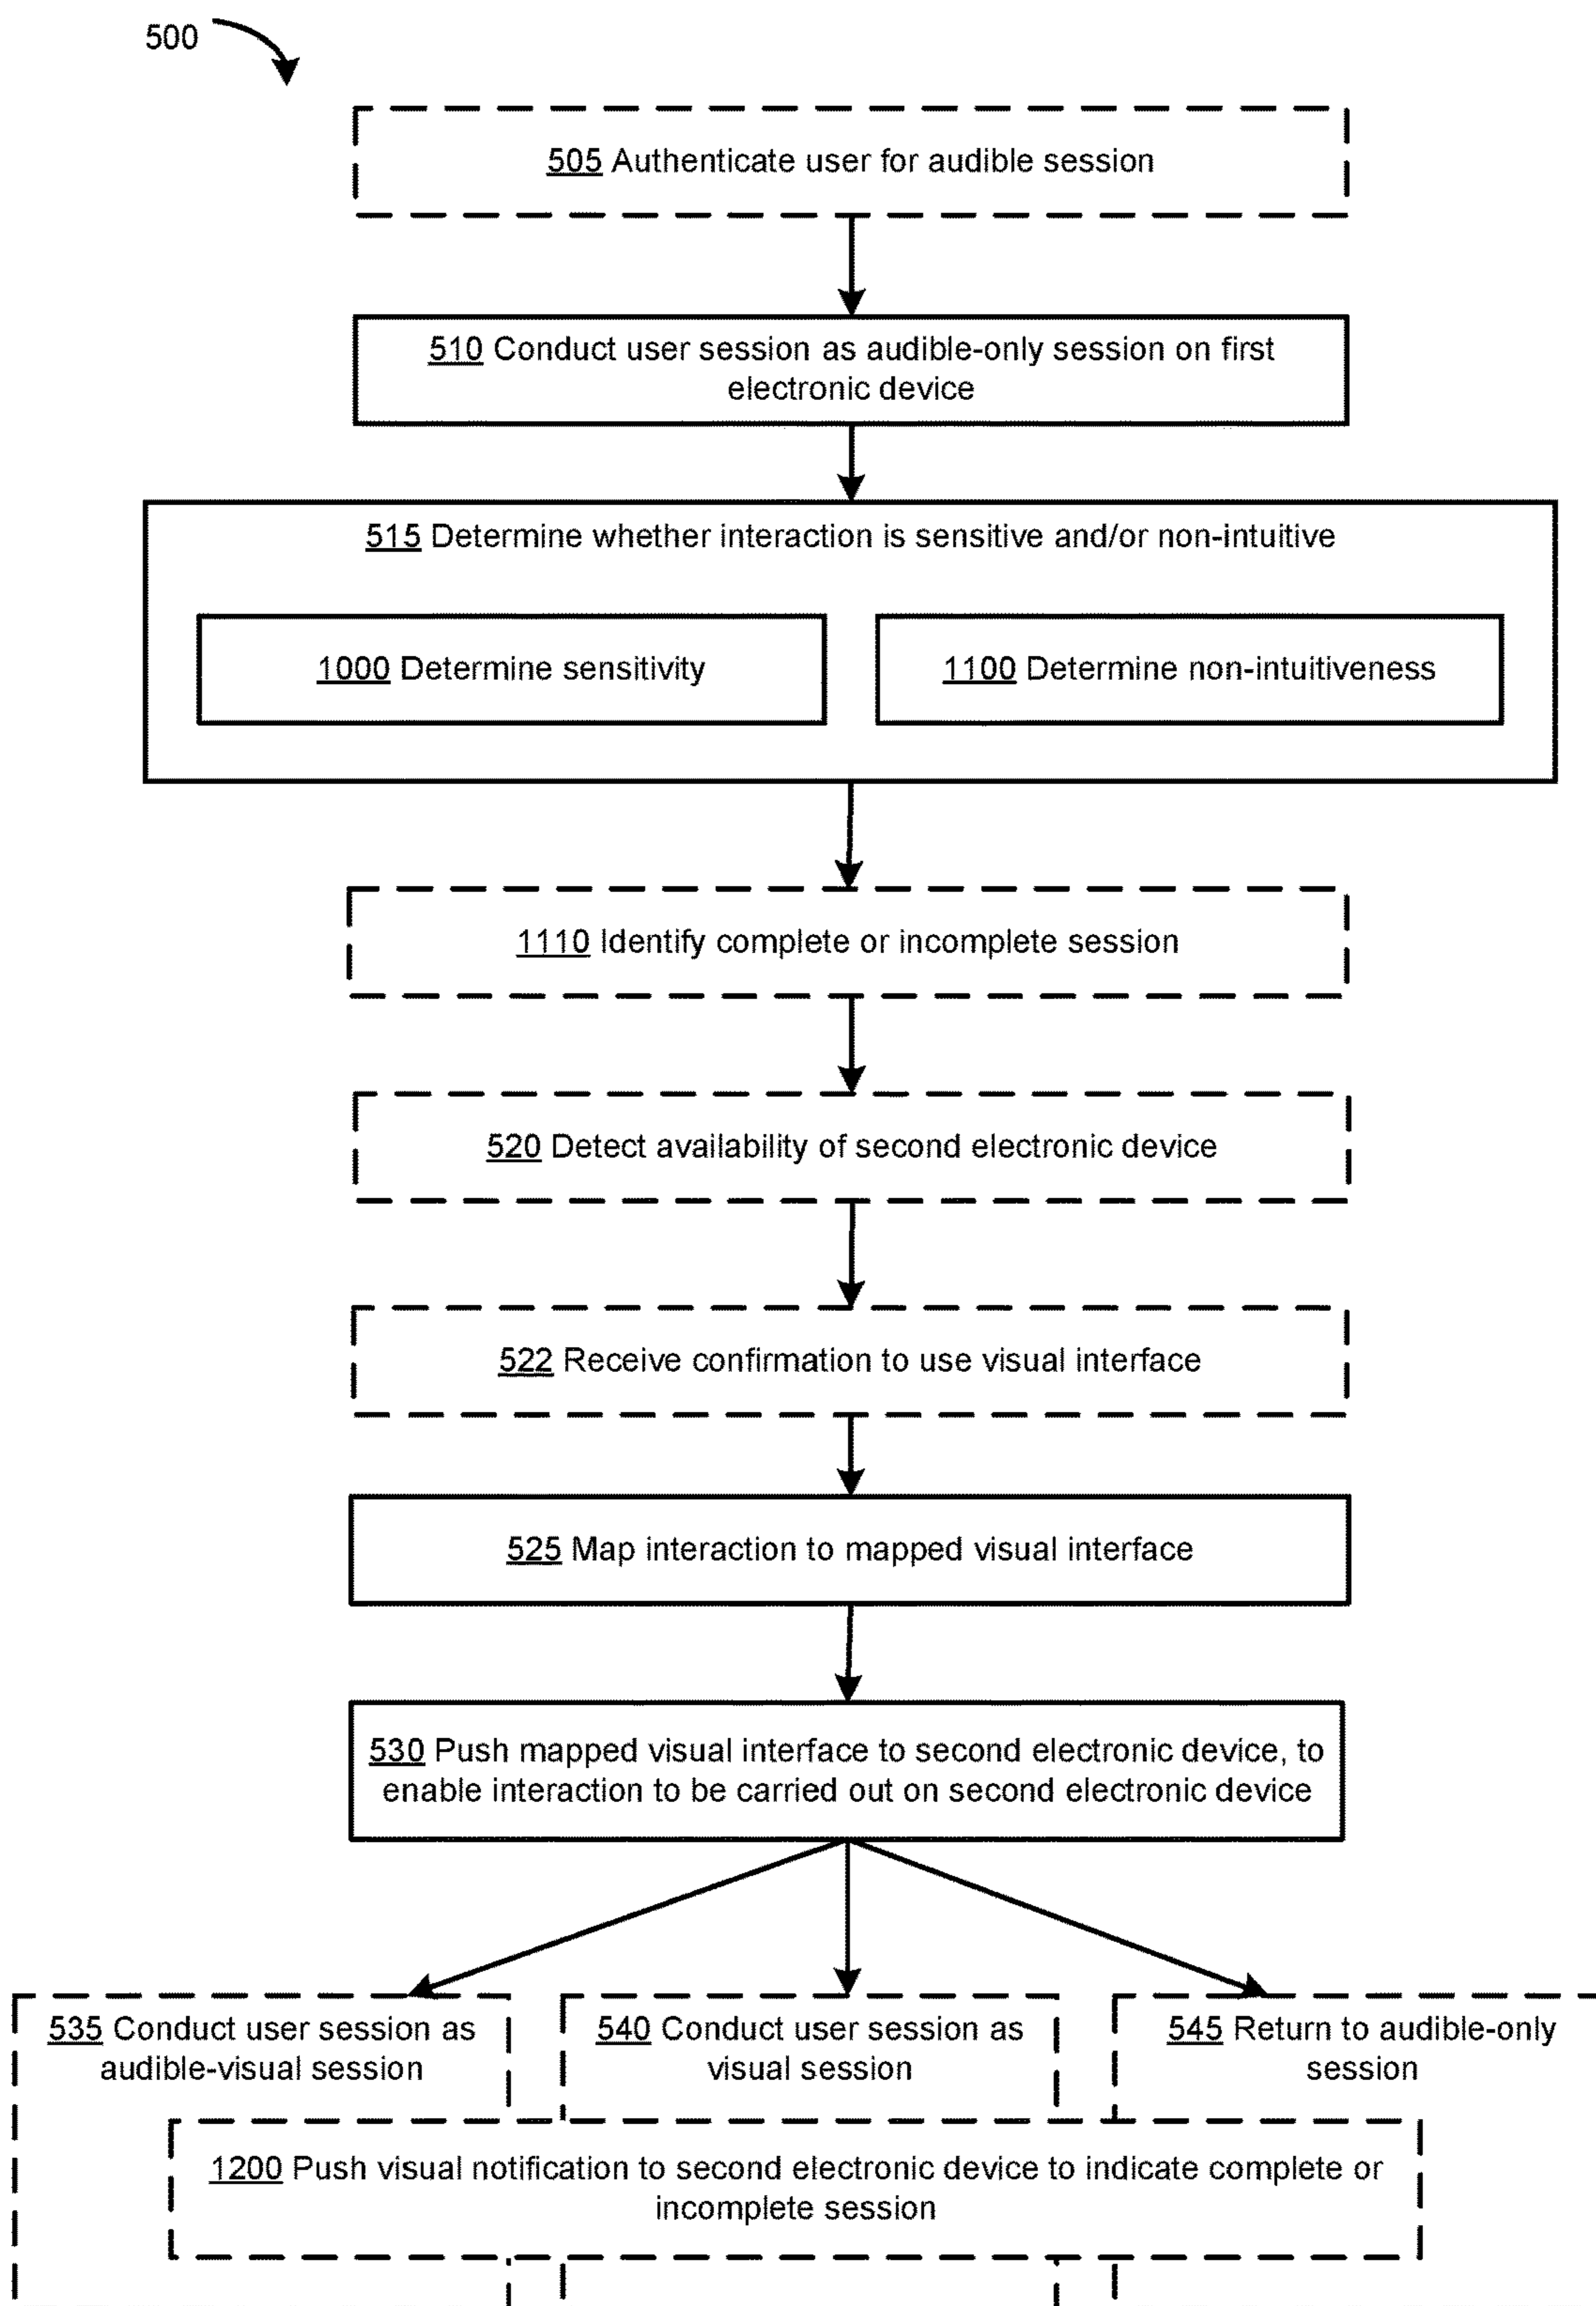 500
505 Authenticate user for audible session
510 Conduct user session as audible-only session on first
electronic device
515 Determine whether interaction is sensitive and/or non-intuitive
1000 Determine sensitivity
1100 Determine non-intuitiveness
1110 Identify complete or incomplete session
520 Detect availability of second electronic device
522 Receive confirmation to use visual interface
525 Map interaction to mapped visual interface
530 Push mapped visual interface to second electronic device, to
enable interaction to be carried out on second electronic device
535 Conduct user session as
audible-visual session
540 Conduct user session as
visual session
545 Return to audible-only
session
1200 Push visual notification to second electronic device to indicate complete or
incomplete session